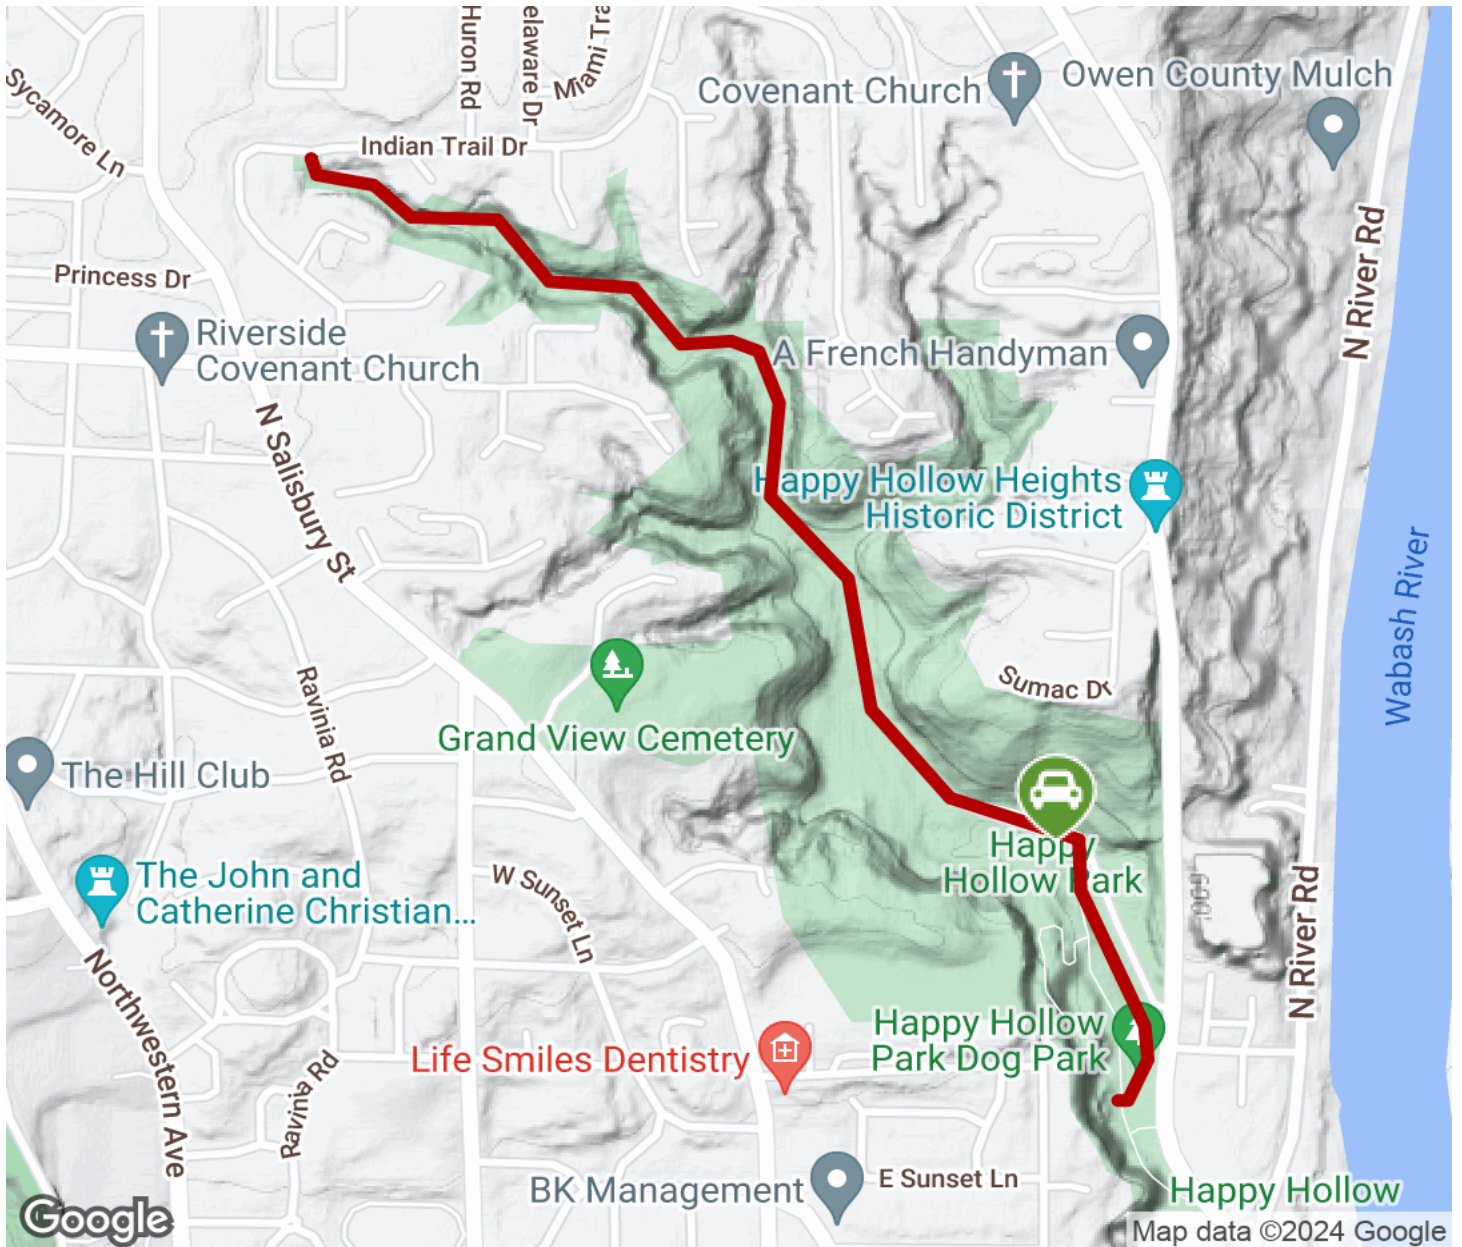 Huron Rd
elaware Dr
Miami Tra
Covenant Church
Owen County Mulch
Sycamore Ln
Indian Trail Dr
N River Rd
Princess Dr
Riverside
Covenant Church
A French Handyman
N Salisbury St
Happy Hollow Heights
Historic District
Wabash River
Sumac Dr
Ravinia Rd
Grand View Cemetery
The Hill Club
Happy
Hollow Park
The John and
Catherine Christian...
W Sunset Ln
600
N River Rd
Northwestern Ave
Happy Hollow
Park Dog Park
Life Smiles Dentistry
Ravinia Rd
BK Management
E Sunset Ln
Happy Hollow
Google
Map data ©2024 Google